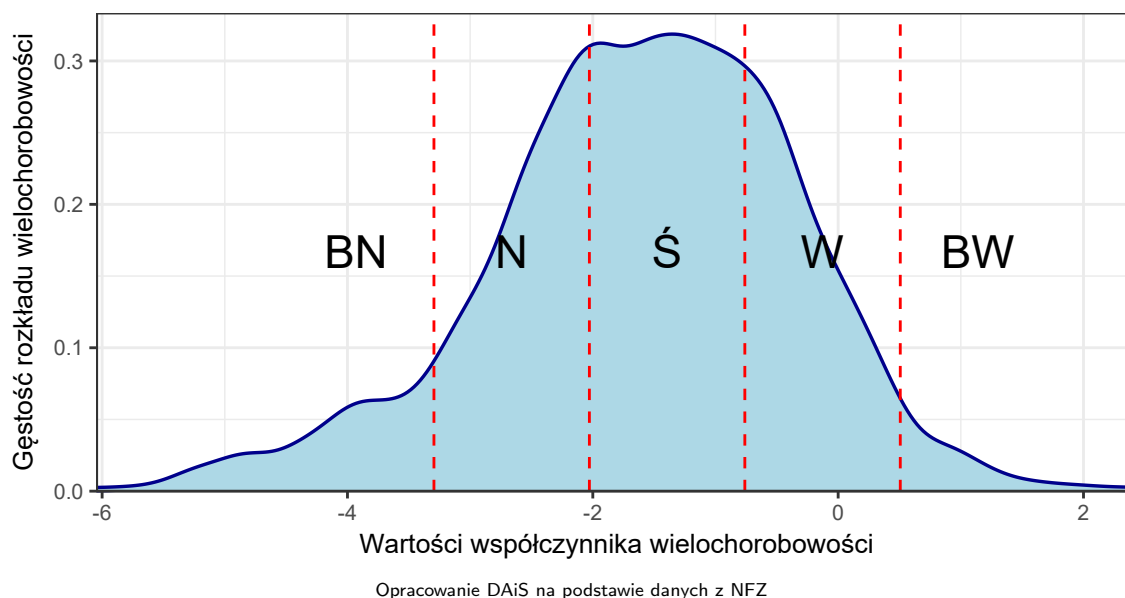 Gęstość rozkładu wielochorobowości
0.3
0.2
0.1
0.0
BN N Ś W BW
-6 -4 -2 0 2
Wartości współczynnika wielochorobowości
Opracowanie DAiS na podstawie danych z NFZ